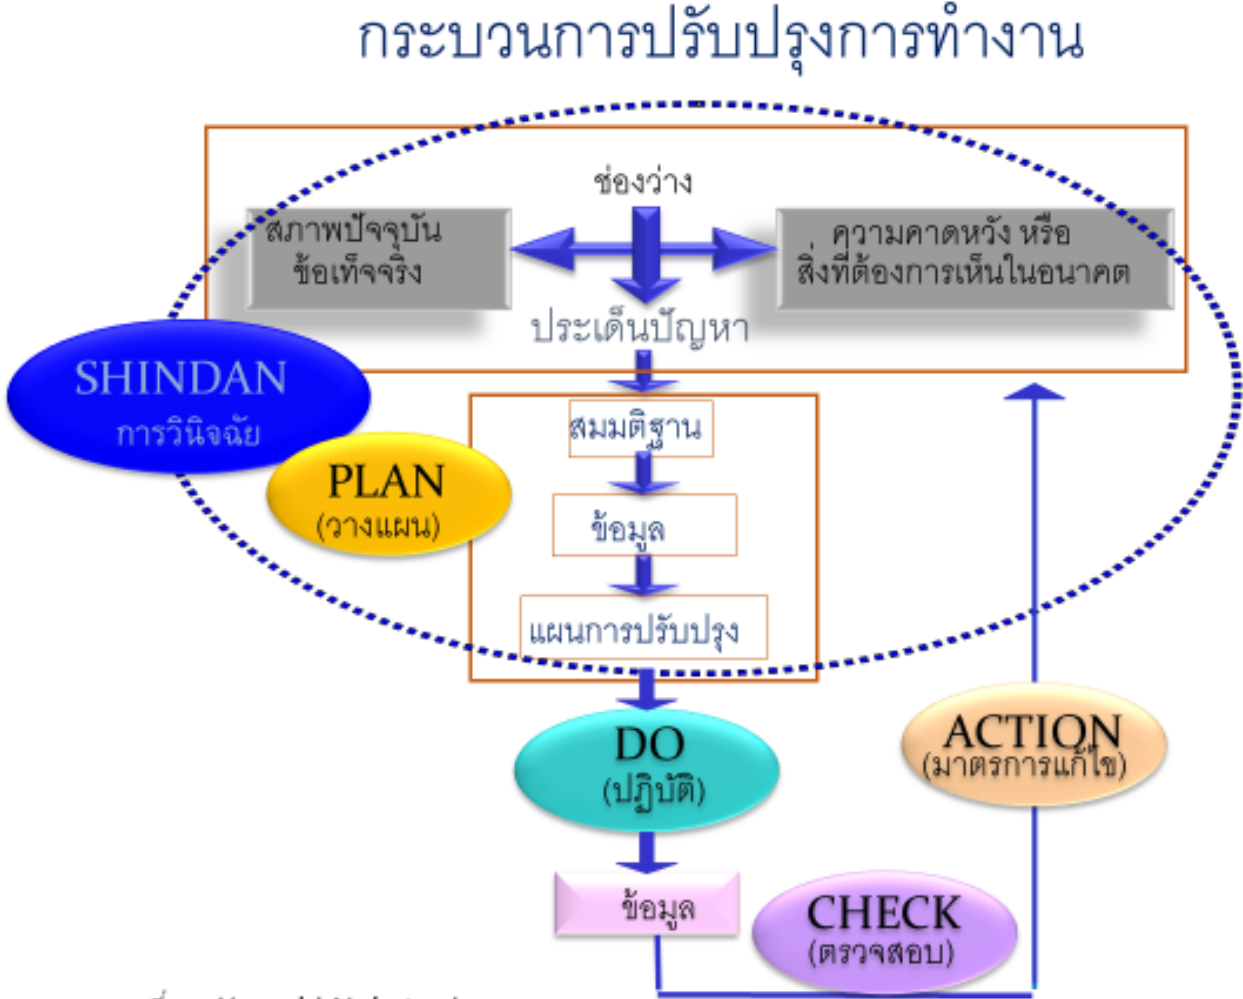 กระบวนการปรับปรุงการทำงาน
ช่องว่าง
สภาพปัจจุบัน
ข้อเท็จจริง
ความคาดหวัง หรือ
สิ่งที่ต้องการเห็นในอนาคต
ประเด็นปัญหา
SHINDAN
การวินิจฉัย
สมมติฐาน
PLAN
(วางแผน)
ข้อมูล
แผนการปรับปรุง
DO
(ปฏิบัติ)
ACTION
(มาตรการแก้ไข)
ข้อมูล
CHECK
(ตรวจสอบ)